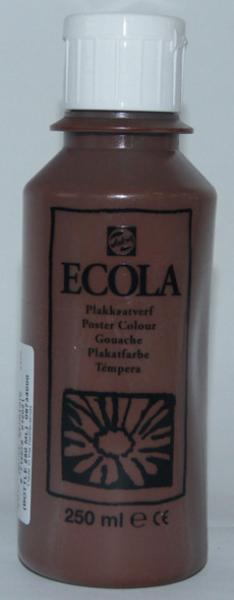 ECOLA
Plakkaatverf
Poster Colour
Gouache
Plakatfarbe
Témpera
250 ml e CE